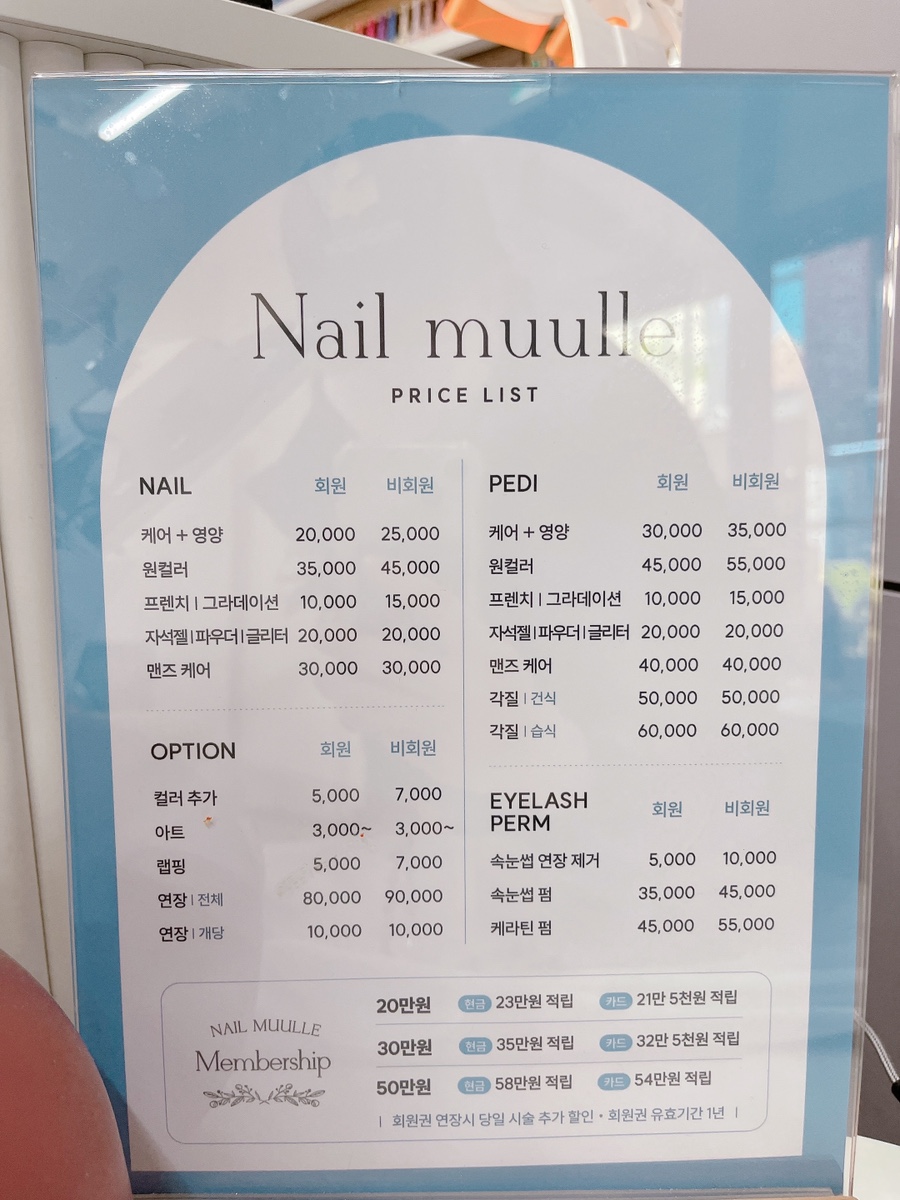 Nail muulle
PRICE LIST
NAIL 회원 비회원
케어 + 영양 20,000 25,000
원컬러 35,000 45,000
프렌치 | 그라데이션 10,000 15,000
자석젤|파우더|글리터 20,000 20,000
맨즈 케어 30,000 30,000
OPTION 회원 비회원
컬러 추가 5,000 7,000
아트 3,000~ 3,000~
랩핑 5,000 7,000
연장 | 전체 80,000 90,000
연장 | 개당 10,000 10,000
PEDI 회원 비회원
케어 + 영양 30,000 35,000
원컬러 45,000 55,000
프렌치 | 그라데이션 10,000 15,000
자석젤|파우더|글리터 20,000 20,000
맨즈 케어 40,000 40,000
각질 | 건식 50,000 50,000
각질 | 습식 60,000 60,000
EYELASH
PERM 회원 비회원
속눈썹 연장 제거 5,000 10,000
속눈썹 펌 35,000 45,000
케라틴 펌 45,000 55,000
NAIL MUULLE
Membership
20만원 현금 23만원 적립 카드 21만 5천원 적립
30만원 현금 35만원 적립 카드 32만 5천원 적립
50만원 현금 58만원 적립 카드 54만원 적립
| 회원권 연장시 당일 시술 추가 할인 • 회원권 유효기간 1년 |